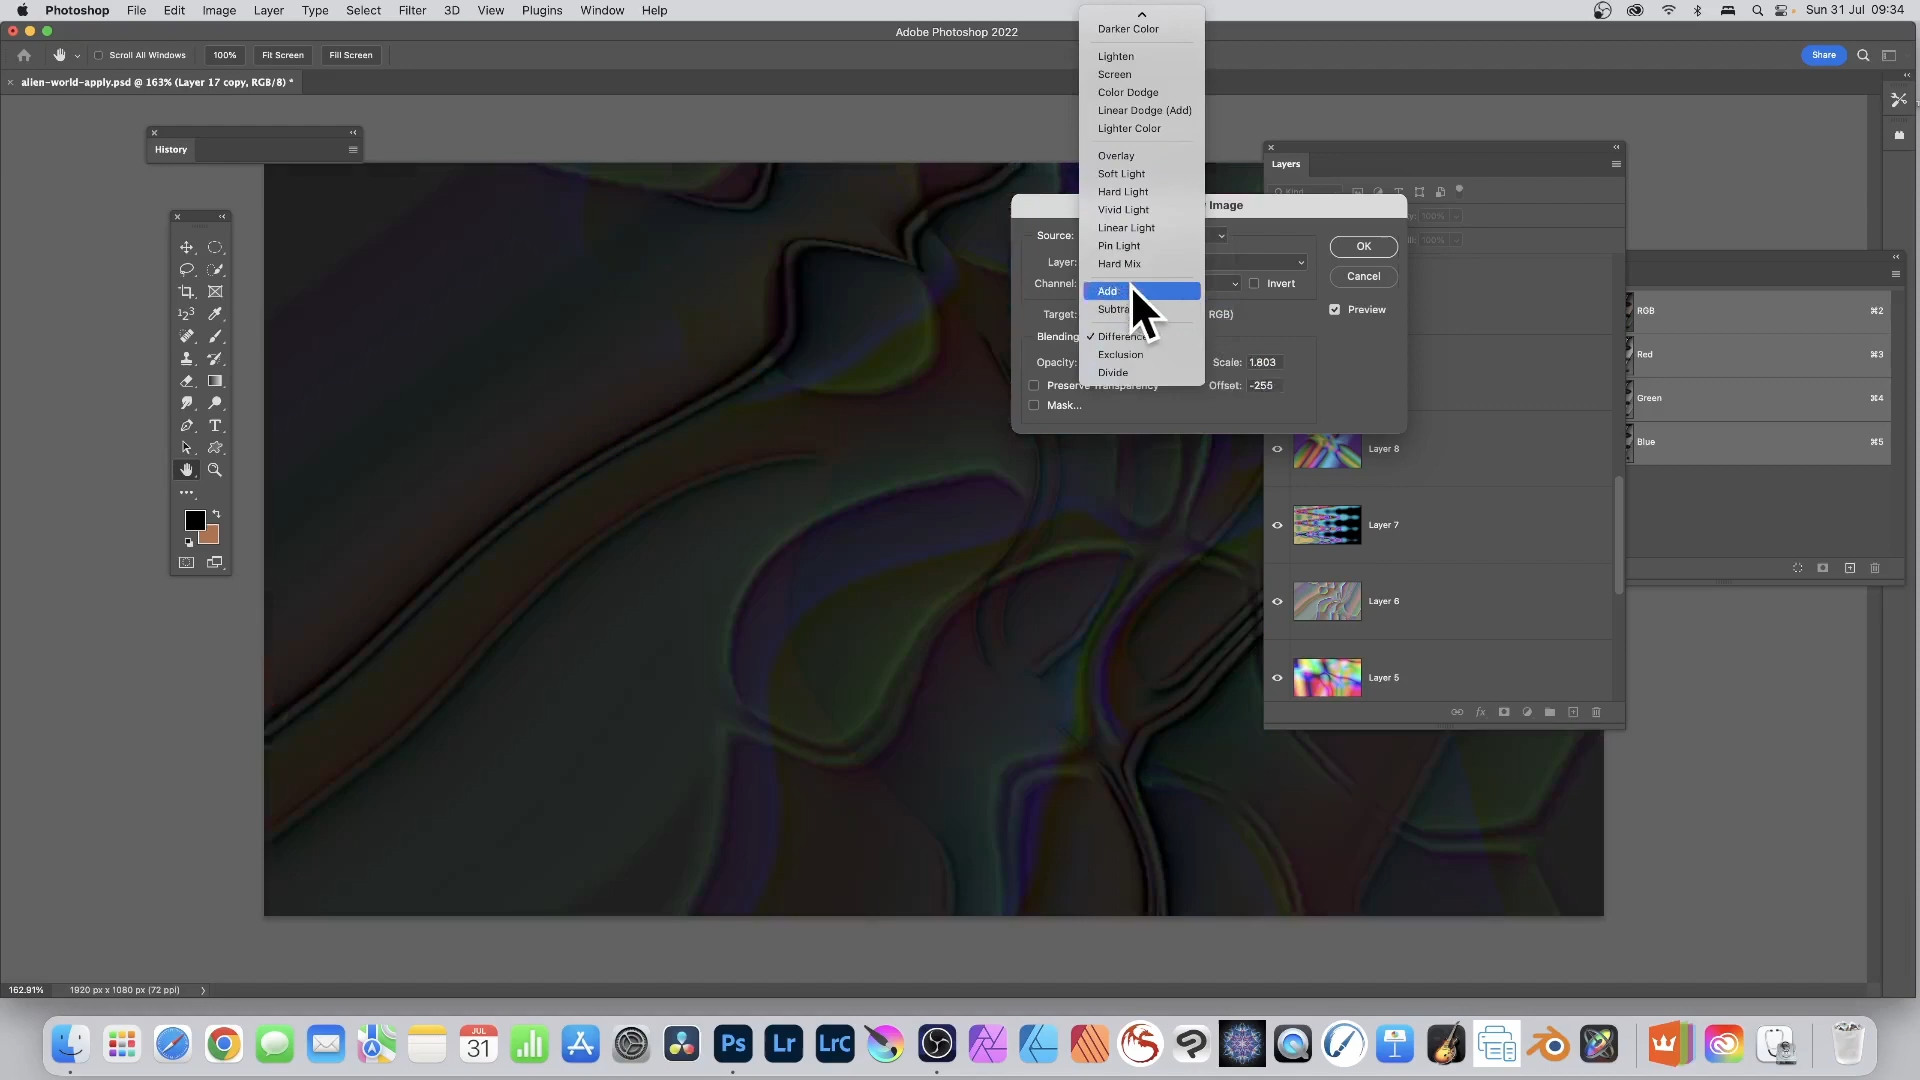 Photoshop File Edit Image Layer Type Select Filter 3D View Plugins Window Help
Sun 31 Jul 09:34
Adobe Photoshop 2022
Scroll All Windows 100% Fit Screen Fill Screen
Share
alien-world-apply.psd @ 163% (Layer 17 copy, RGB/8) *
History
Darker Color
Lighten
Screen
Color Dodge
Linear Dodge (Add)
Lighter Color
Overlay
Soft Light
Hard Light
Vivid Light
Linear Light
Pin Light
Hard Mix
Add
Subtra
Difference
Exclusion
Divide
Image
Source:
Layer:
Channel:
Invert
Target:
RGB)
Blending
Opacity:
Scale: 1.803
Preserve Transparency
Offset: -255
Mask...
OK
Cancel
Preview
Layers
Kind
100%
100%
Layer 8
Layer 7
Layer 6
Layer 5
RGB ⌘2
Red ⌘3
Green ⌘4
Blue ⌘5
162.91% 1920 px x 1080 px (72 ppi)
JUL
31
Ps
Lr
LrC